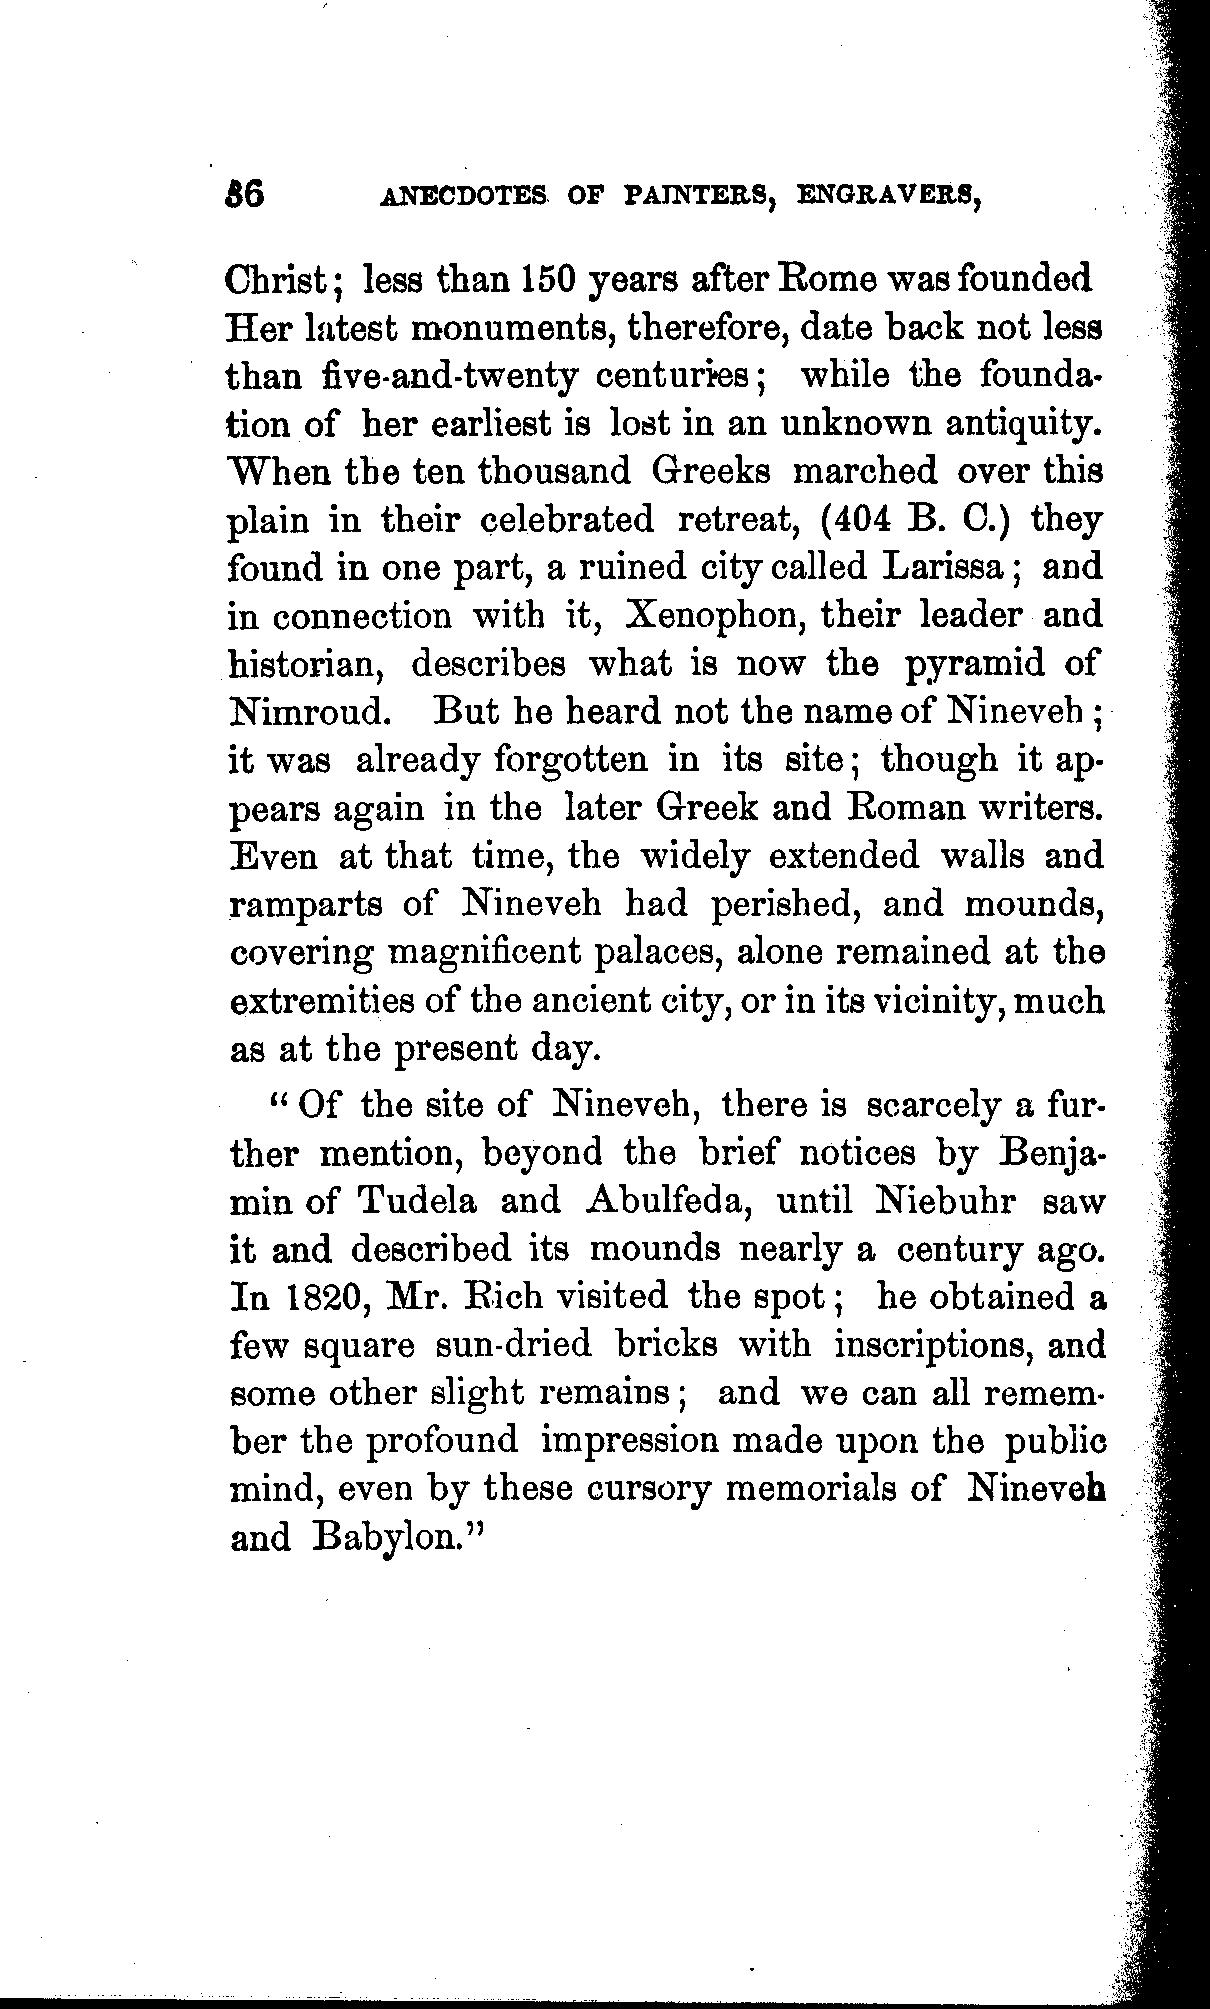 86 ANECDOTES OF PAINTERS, ENGRAVERS,
Christ; less than 150 years after Rome was founded
Her latest monuments, therefore, date back not less
than five-and-twenty centuries; while the founda-
tion of her earliest is lost in an unknown antiquity.
When the ten thousand Greeks marched over this
plain in their celebrated retreat, (404 B. C.) they
found in one part, a ruined city called Larissa; and
in connection with it, Xenophon, their leader and
historian, describes what is now the pyramid of
Nimroud. But he heard not the name of Nineveh;
it was already forgotten in its site; though it ap-
pears again in the later Greek and Roman writers.
Even at that time, the widely extended walls and
ramparts of Nineveh had perished, and mounds,
covering magnificent palaces, alone remained at the
extremities of the ancient city, or in its vicinity, much
as at the present day.
"Of the site of Nineveh, there is scarcely a fur-
ther mention, beyond the brief notices by Benja-
min of Tudela and Abulfeda, until Niebuhr saw
it and described its mounds nearly a century ago.
In 1820, Mr. Rich visited the spot; he obtained a
few square sun-dried bricks with inscriptions, and
some other slight remains; and we can all remem-
ber the profound impression made upon the public
mind, even by these cursory memorials of Nineveh
and Babylon."